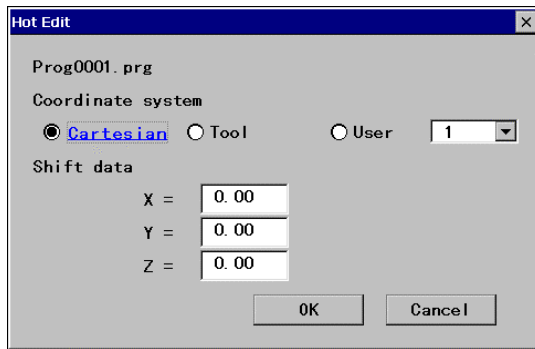 Hot Edit
Prog0001.prg
Coordinate system
Cartesian Tool User 1
Shift data
X = 0.00
Y = 0.00
Z = 0.00
OK Cancel